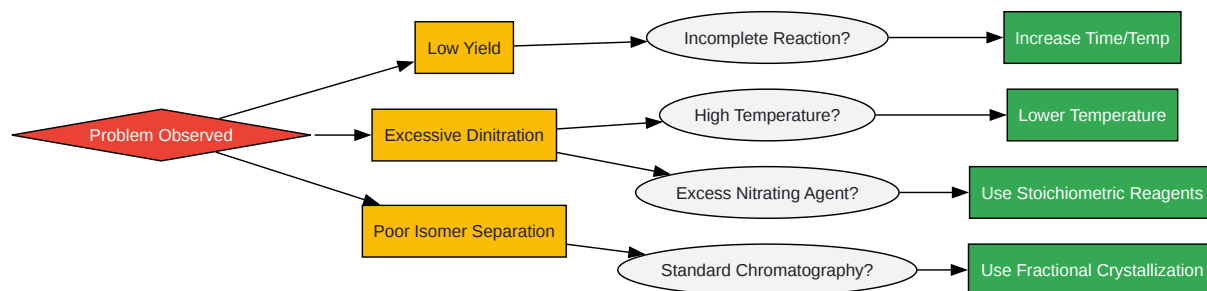 Low Yield
Incomplete Reaction?
Increase Time/Temp
Problem Observed
Excessive Dinitration
High Temperature?
Lower Temperature
Excess Nitrating Agent?
Use Stoichiometric Reagents
Poor Isomer Separation
Standard Chromatography?
Use Fractional Crystallization